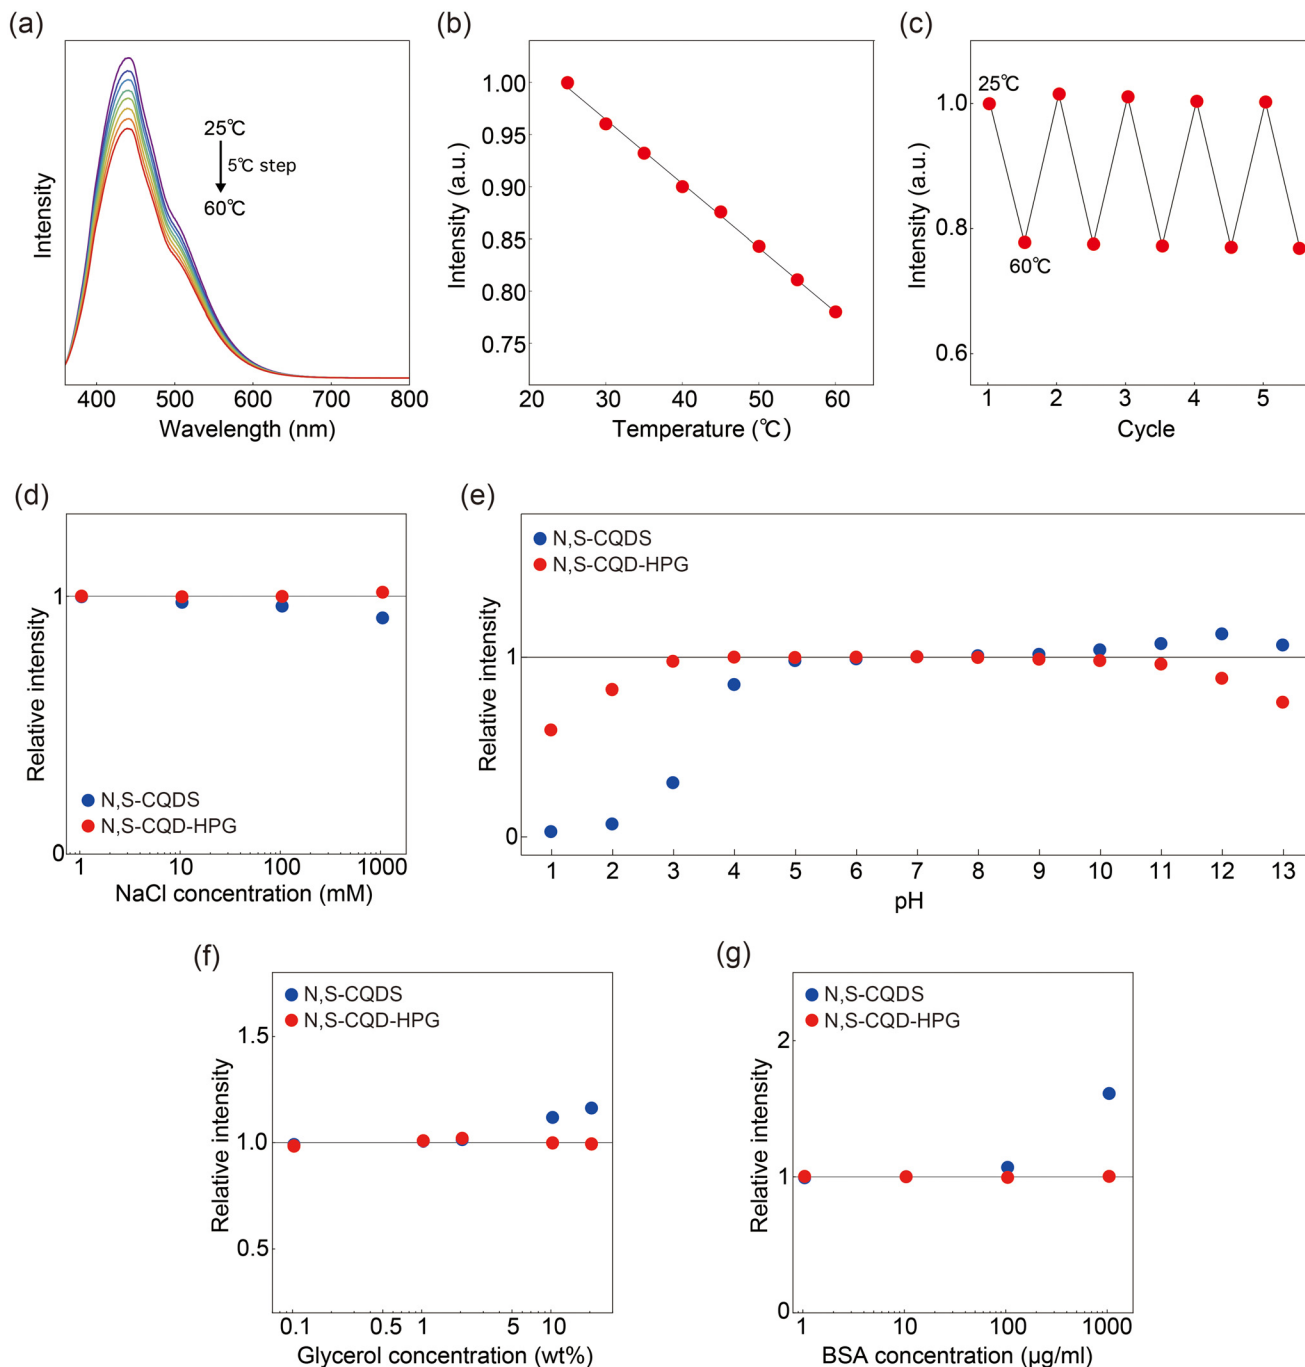 (a)
Intensity
25℃
5℃ step
60℃
400 500 600 700 800
Wavelength (nm)
(b)
Intensity (a.u.)
1.00
0.95
0.90
0.85
0.80
0.75
20 30 40 50 60
Temperature (℃)
(c)
Intensity (a.u.)
1.0
0.8
0.6
25℃
60℃
1 2 3 4 5
Cycle
(d)
Relative intensity
1
0
N,S-CQDS
N,S-CQD-HPG
1 10 100 1000
NaCl concentration (mM)
(e)
Relative intensity
N,S-CQDS
N,S-CQD-HPG
1
0
1 2 3 4 5 6 7 8 9 10 11 12 13
pH
(f)
Relative intensity
N,S-CQDS
N,S-CQD-HPG
1.5
1.0
0.5
0.1 0.5 1 5 10
Glycerol concentration (wt%)
(g)
Relative intensity
N,S-CQDS
N,S-CQD-HPG
2
1
0
1 10 100 1000
BSA concentration (μg/ml)